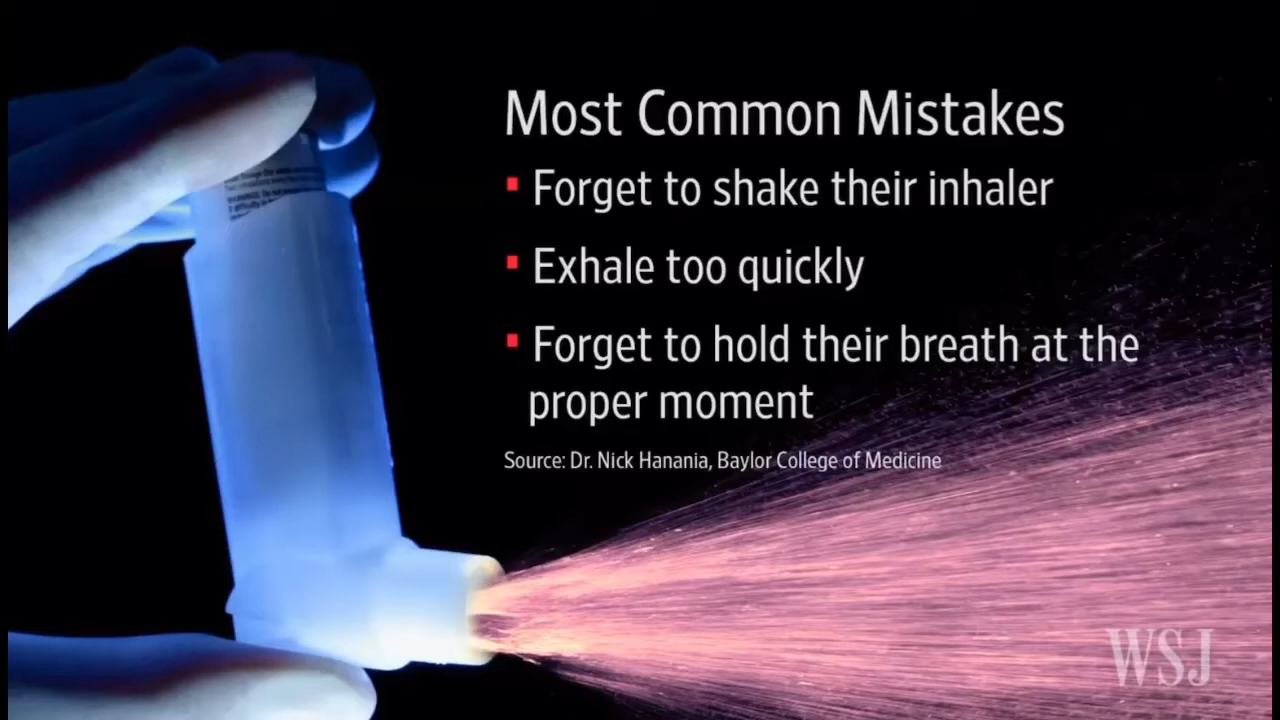 Most Common Mistakes
▪ Forget to shake their inhaler
▪ Exhale too quickly
▪ Forget to hold their breath at the
proper moment
Source: Dr. Nick Hanania, Baylor College of Medicine
WSJ